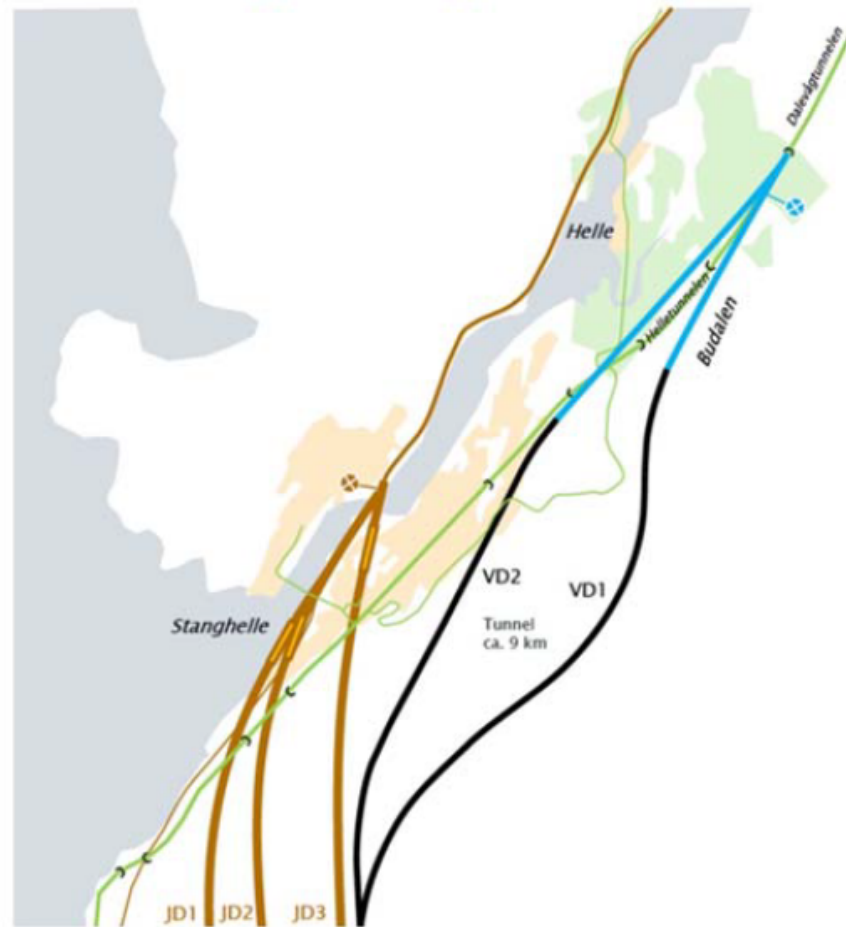 Dalevågtunnelen
Helle
Helletunnelen
Budalen
VD2
VD1
Tunnel
ca. 9 km
Stanghelle
JD1
JD2
JD3